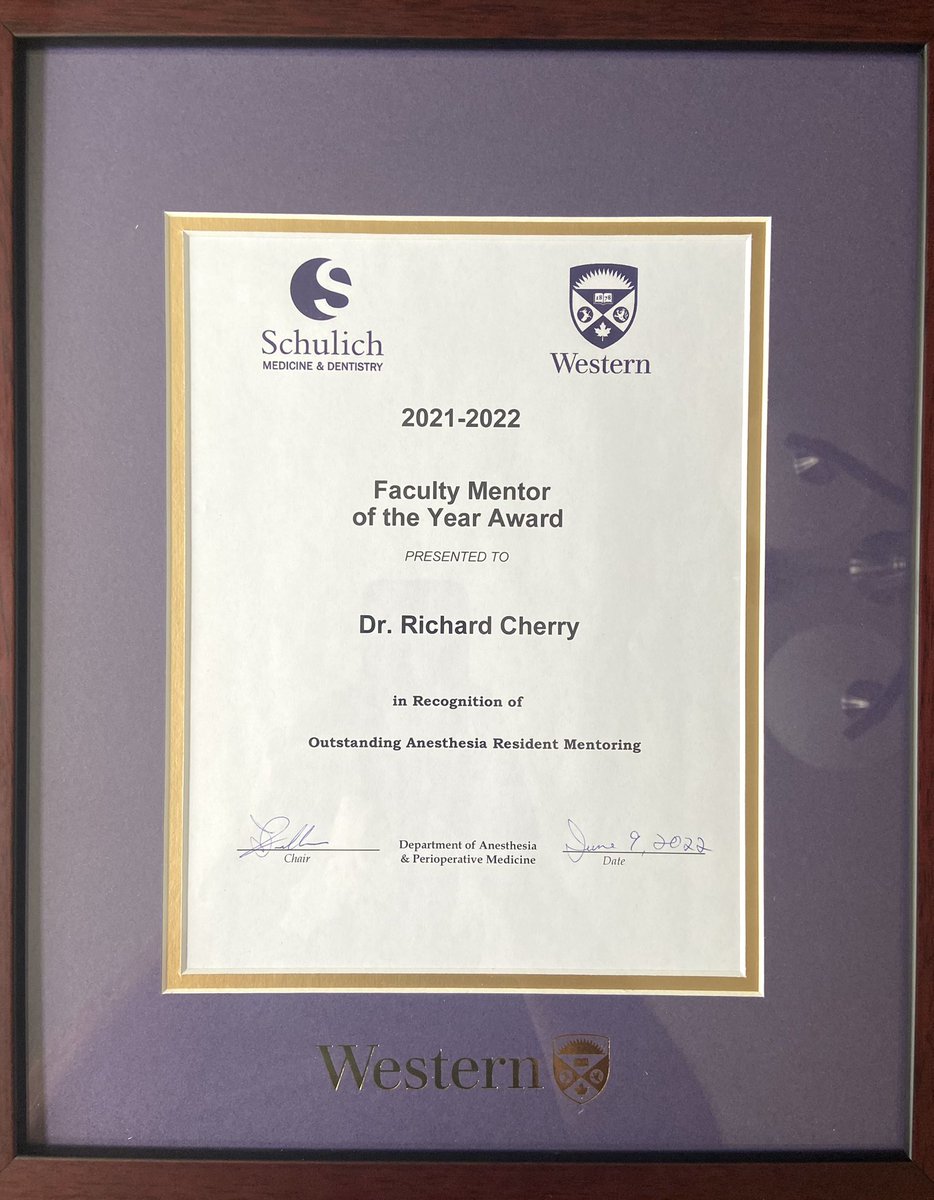 Schulich
MEDICINE & DENTISTRY
1878
Western
2021-2022
Faculty Mentor
of the Year Award
PRESENTED TO
Dr. Richard Cherry
in Recognition of
Outstanding Anesthesia Resident Mentoring
Chair
Department of Anesthesia
& Perioperative Medicine
June 9, 2022
Date
Western